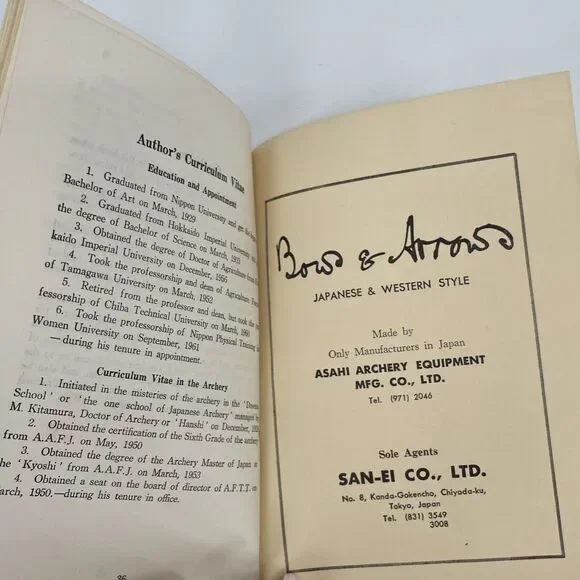 Author's Curriculum Vitae
Education and Appointment
1. Graduated from Nippon University and
Bachelor of Art on March, 1929
2. Graduated from Hokkaido Imperial University
the degree of Bachelor of Science on March,
3. Obtained the degree of Doctor of Agriculture from
kaido Imperial University on December,
4. Took the professorship and dean of Agriculture
of Tamagawa University on March, 1952
5. Retired from the professor and dean, but took the
fessorship of Chiba Technical University on March,
6. Took the professorship of Nippon Physical Training
Women University on September, 1961
—during his tenure in appointment.
Curriculum Vitae in the Archery
1. Initiated in the misteries of the archery in the
School' or 'the one school of Japanese Archery' managed by
M. Kitamura, Doctor of Archery or 'Hanshi' on December,
2. Obtained the certification of the Sixth Grade of the archery
from A.A.F.J. on May, 1950
3. Obtained the degree of the Archery Master of Japan or
the 'Kyoshi' from A.A.F.J. on March, 1953
4. Obtained a seat on the board of director of A.F.T.T. on
arch, 1950.—during his tenure in office.
36
Bows & Arrows
JAPANESE & WESTERN STYLE
Made by
Only Manufacturers in Japan
ASAHI ARCHERY EQUIPMENT
MFG. CO., LTD.
Tel. (971) 2046
Sole Agents
SAN-EI CO., LTD.
No. 8, Kanda-Gokencho, Chiyoda-ku,
Tokyo, Japan
Tel. (831) 3549
3008